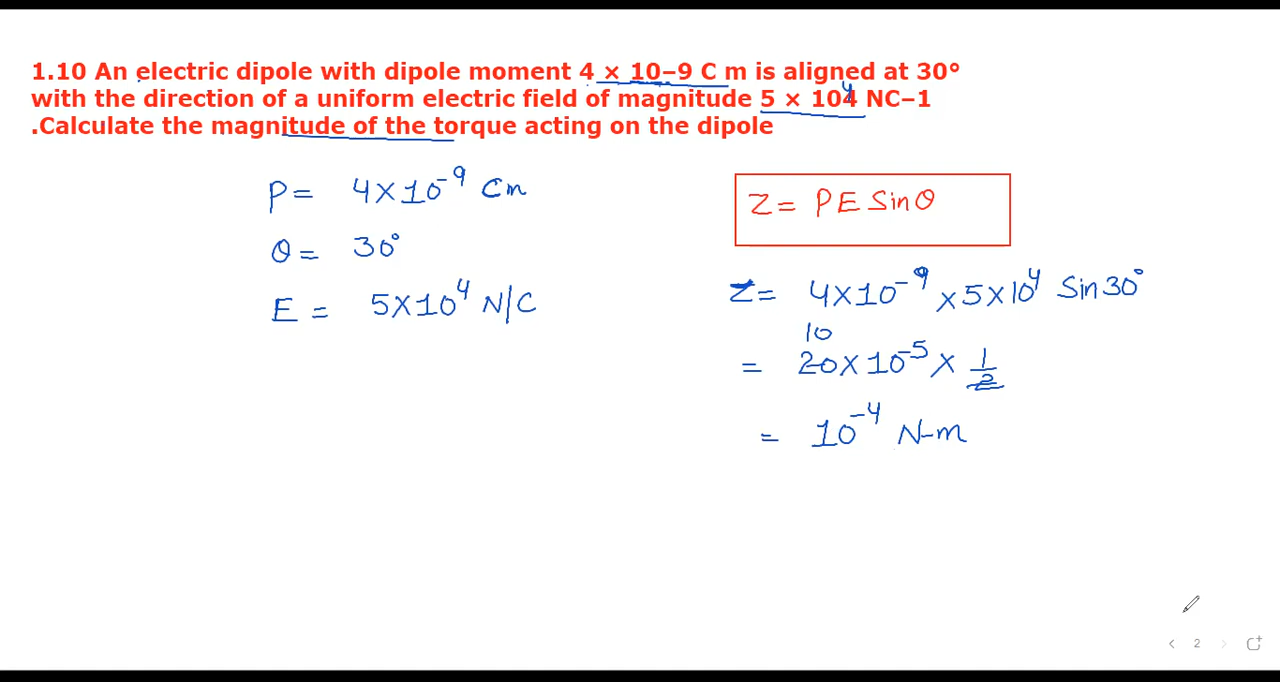 1.10 An electric dipole with dipole moment 4 × 10−9 C m is aligned at 30°
with the direction of a uniform electric field of magnitude 5 × 104 NC−1
.Calculate the magnitude of the torque acting on the dipole
4
P = 4×10⁻⁹ Cm
θ = 30°
E = 5×10⁴ N/C
Z = PE Sinθ
Z = 4×10⁻⁹ × 5×10⁴ Sin30°
10
= 20×10⁻⁵ × 1/2
= 10⁻⁴ N-m
2